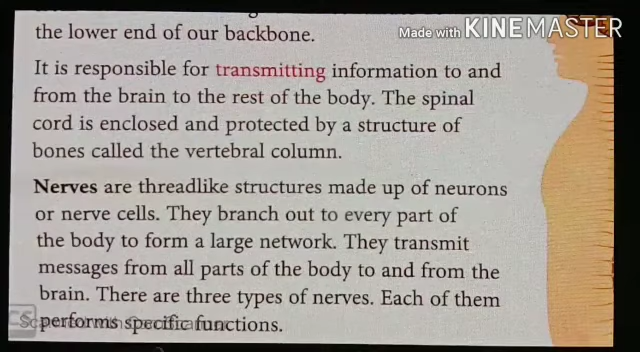 the lower end of our backbone.
Made with KINEMASTER
It is responsible for transmitting information to and
from the brain to the rest of the body. The spinal
cord is enclosed and protected by a structure of
bones called the vertebral column.
Nerves are threadlike structures made up of neurons
or nerve cells. They branch out to every part of
the body to form a large network. They transmit
messages from all parts of the body to and from the
brain. There are three types of nerves. Each of them
performs specific functions.
CS